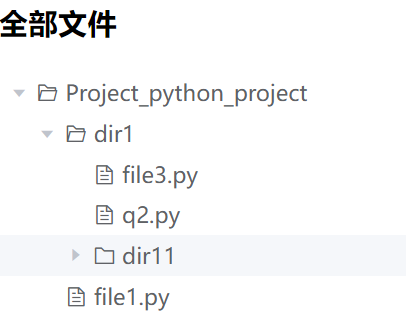 全部文件
Project_python_project
dir1
file3.py
q2.py
dir11
file1.py